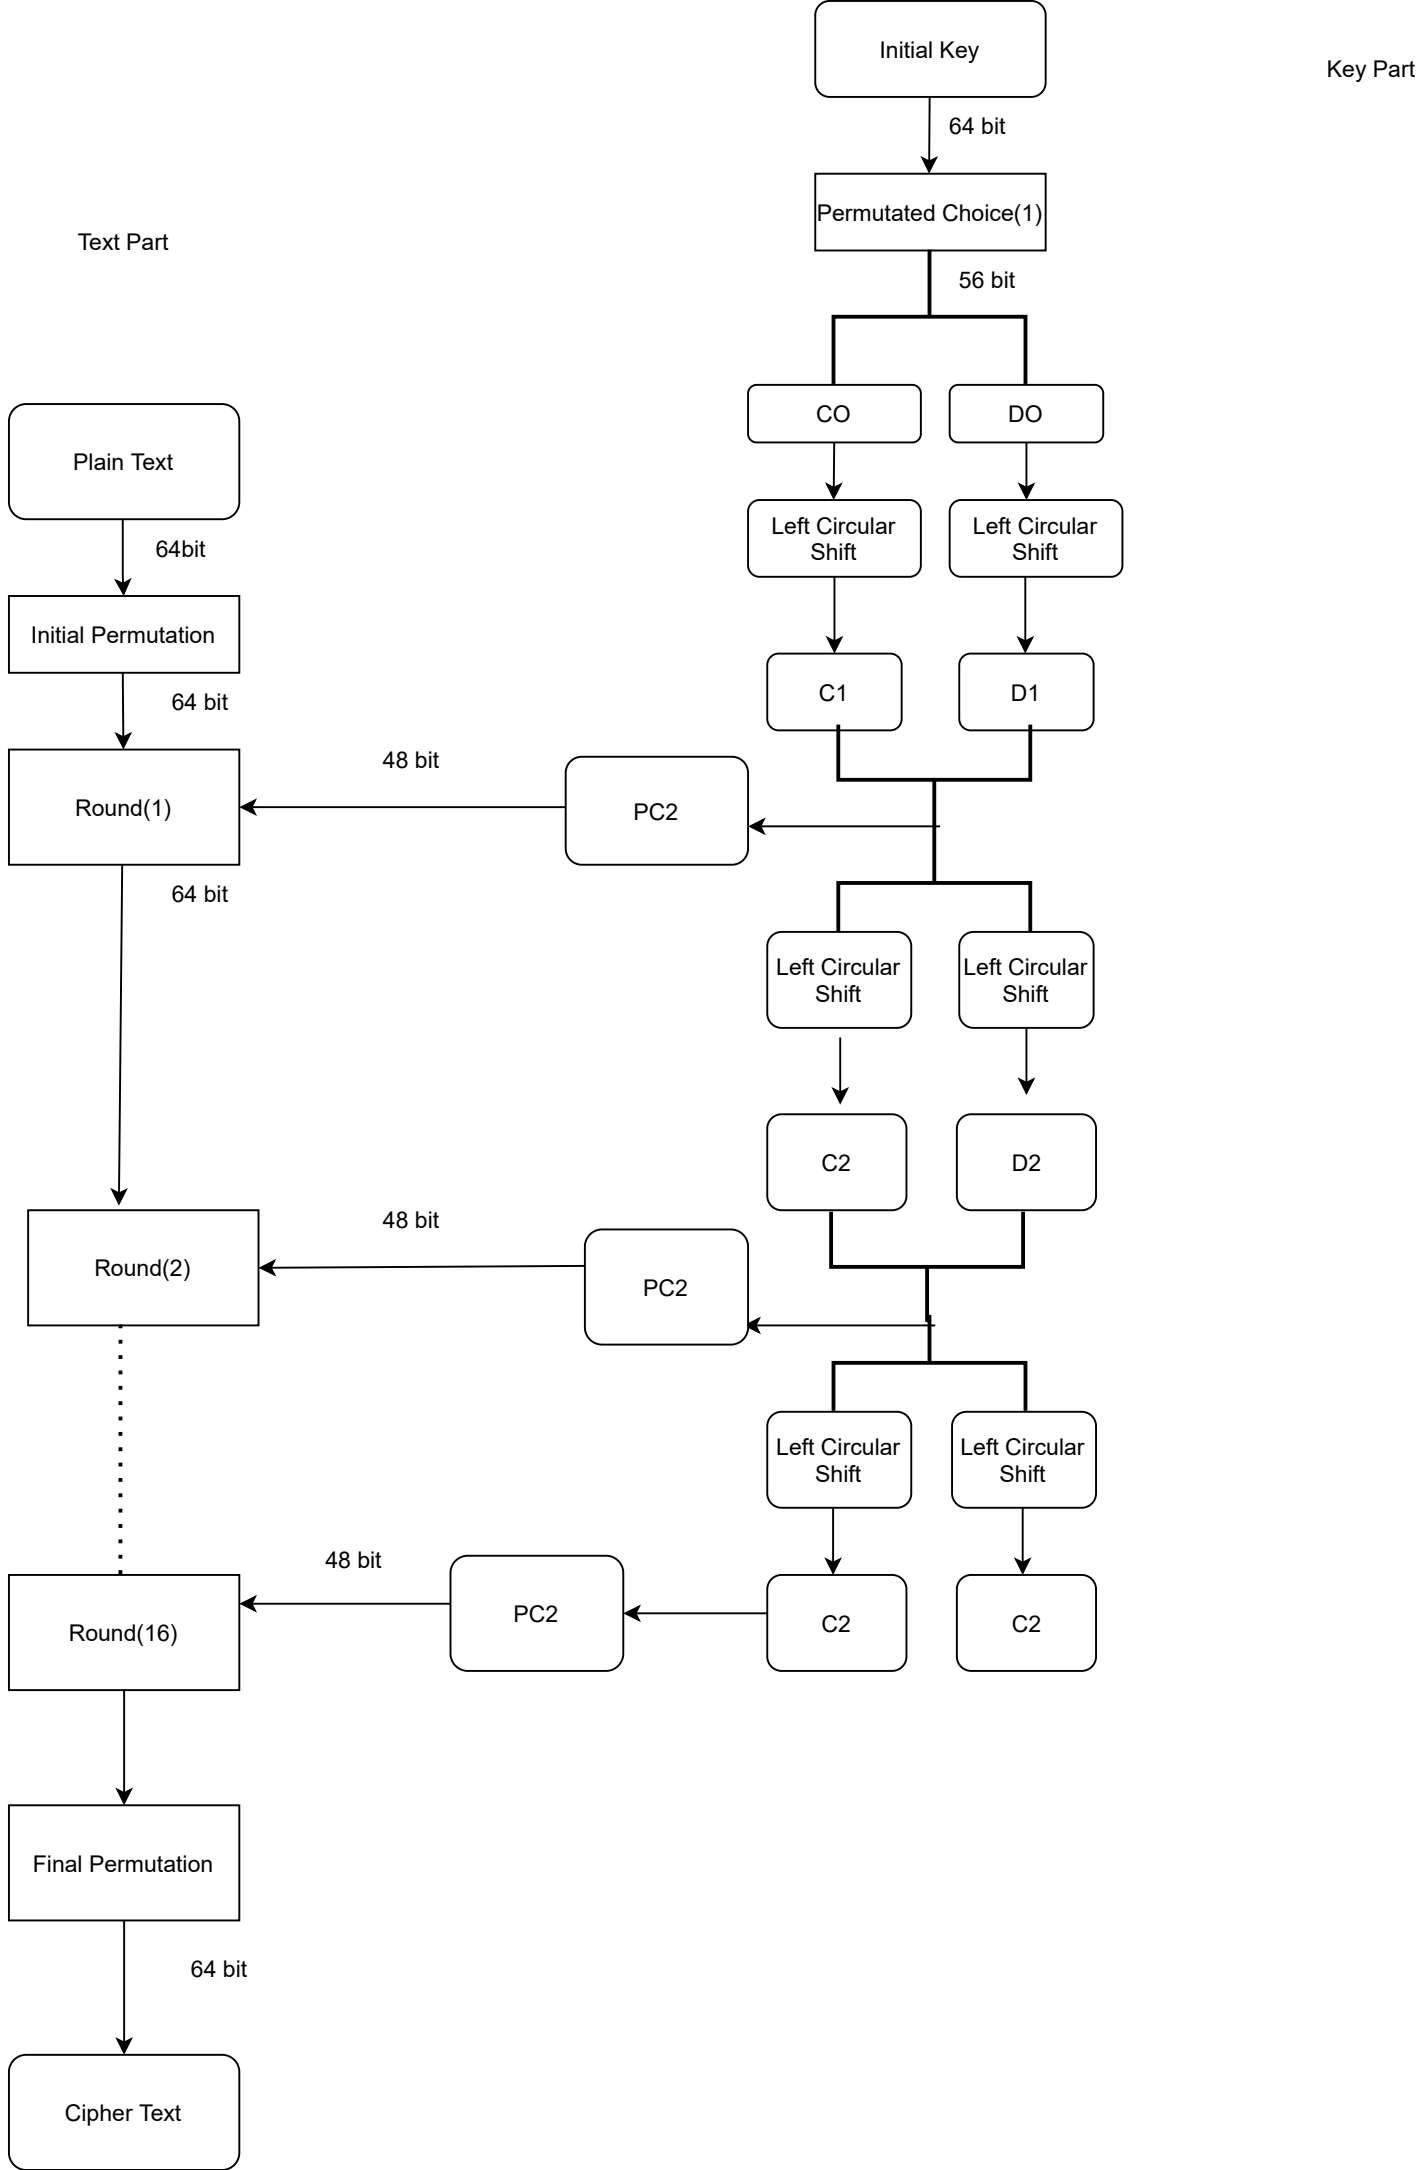 Initial Key
Key Part
64 bit
Permutated Choice(1)
Text Part
56 bit
CO
DO
Plain Text
Left Circular
Shift
Left Circular
Shift
64bit
Initial Permutation
C1
D1
64 bit
48 bit
Round(1)
PC2
64 bit
Left Circular
Shift
Left Circular
Shift
C2
D2
48 bit
Round(2)
PC2
Left Circular
Shift
Left Circular
Shift
48 bit
Round(16)
PC2
C2
C2
Final Permutation
64 bit
Cipher Text